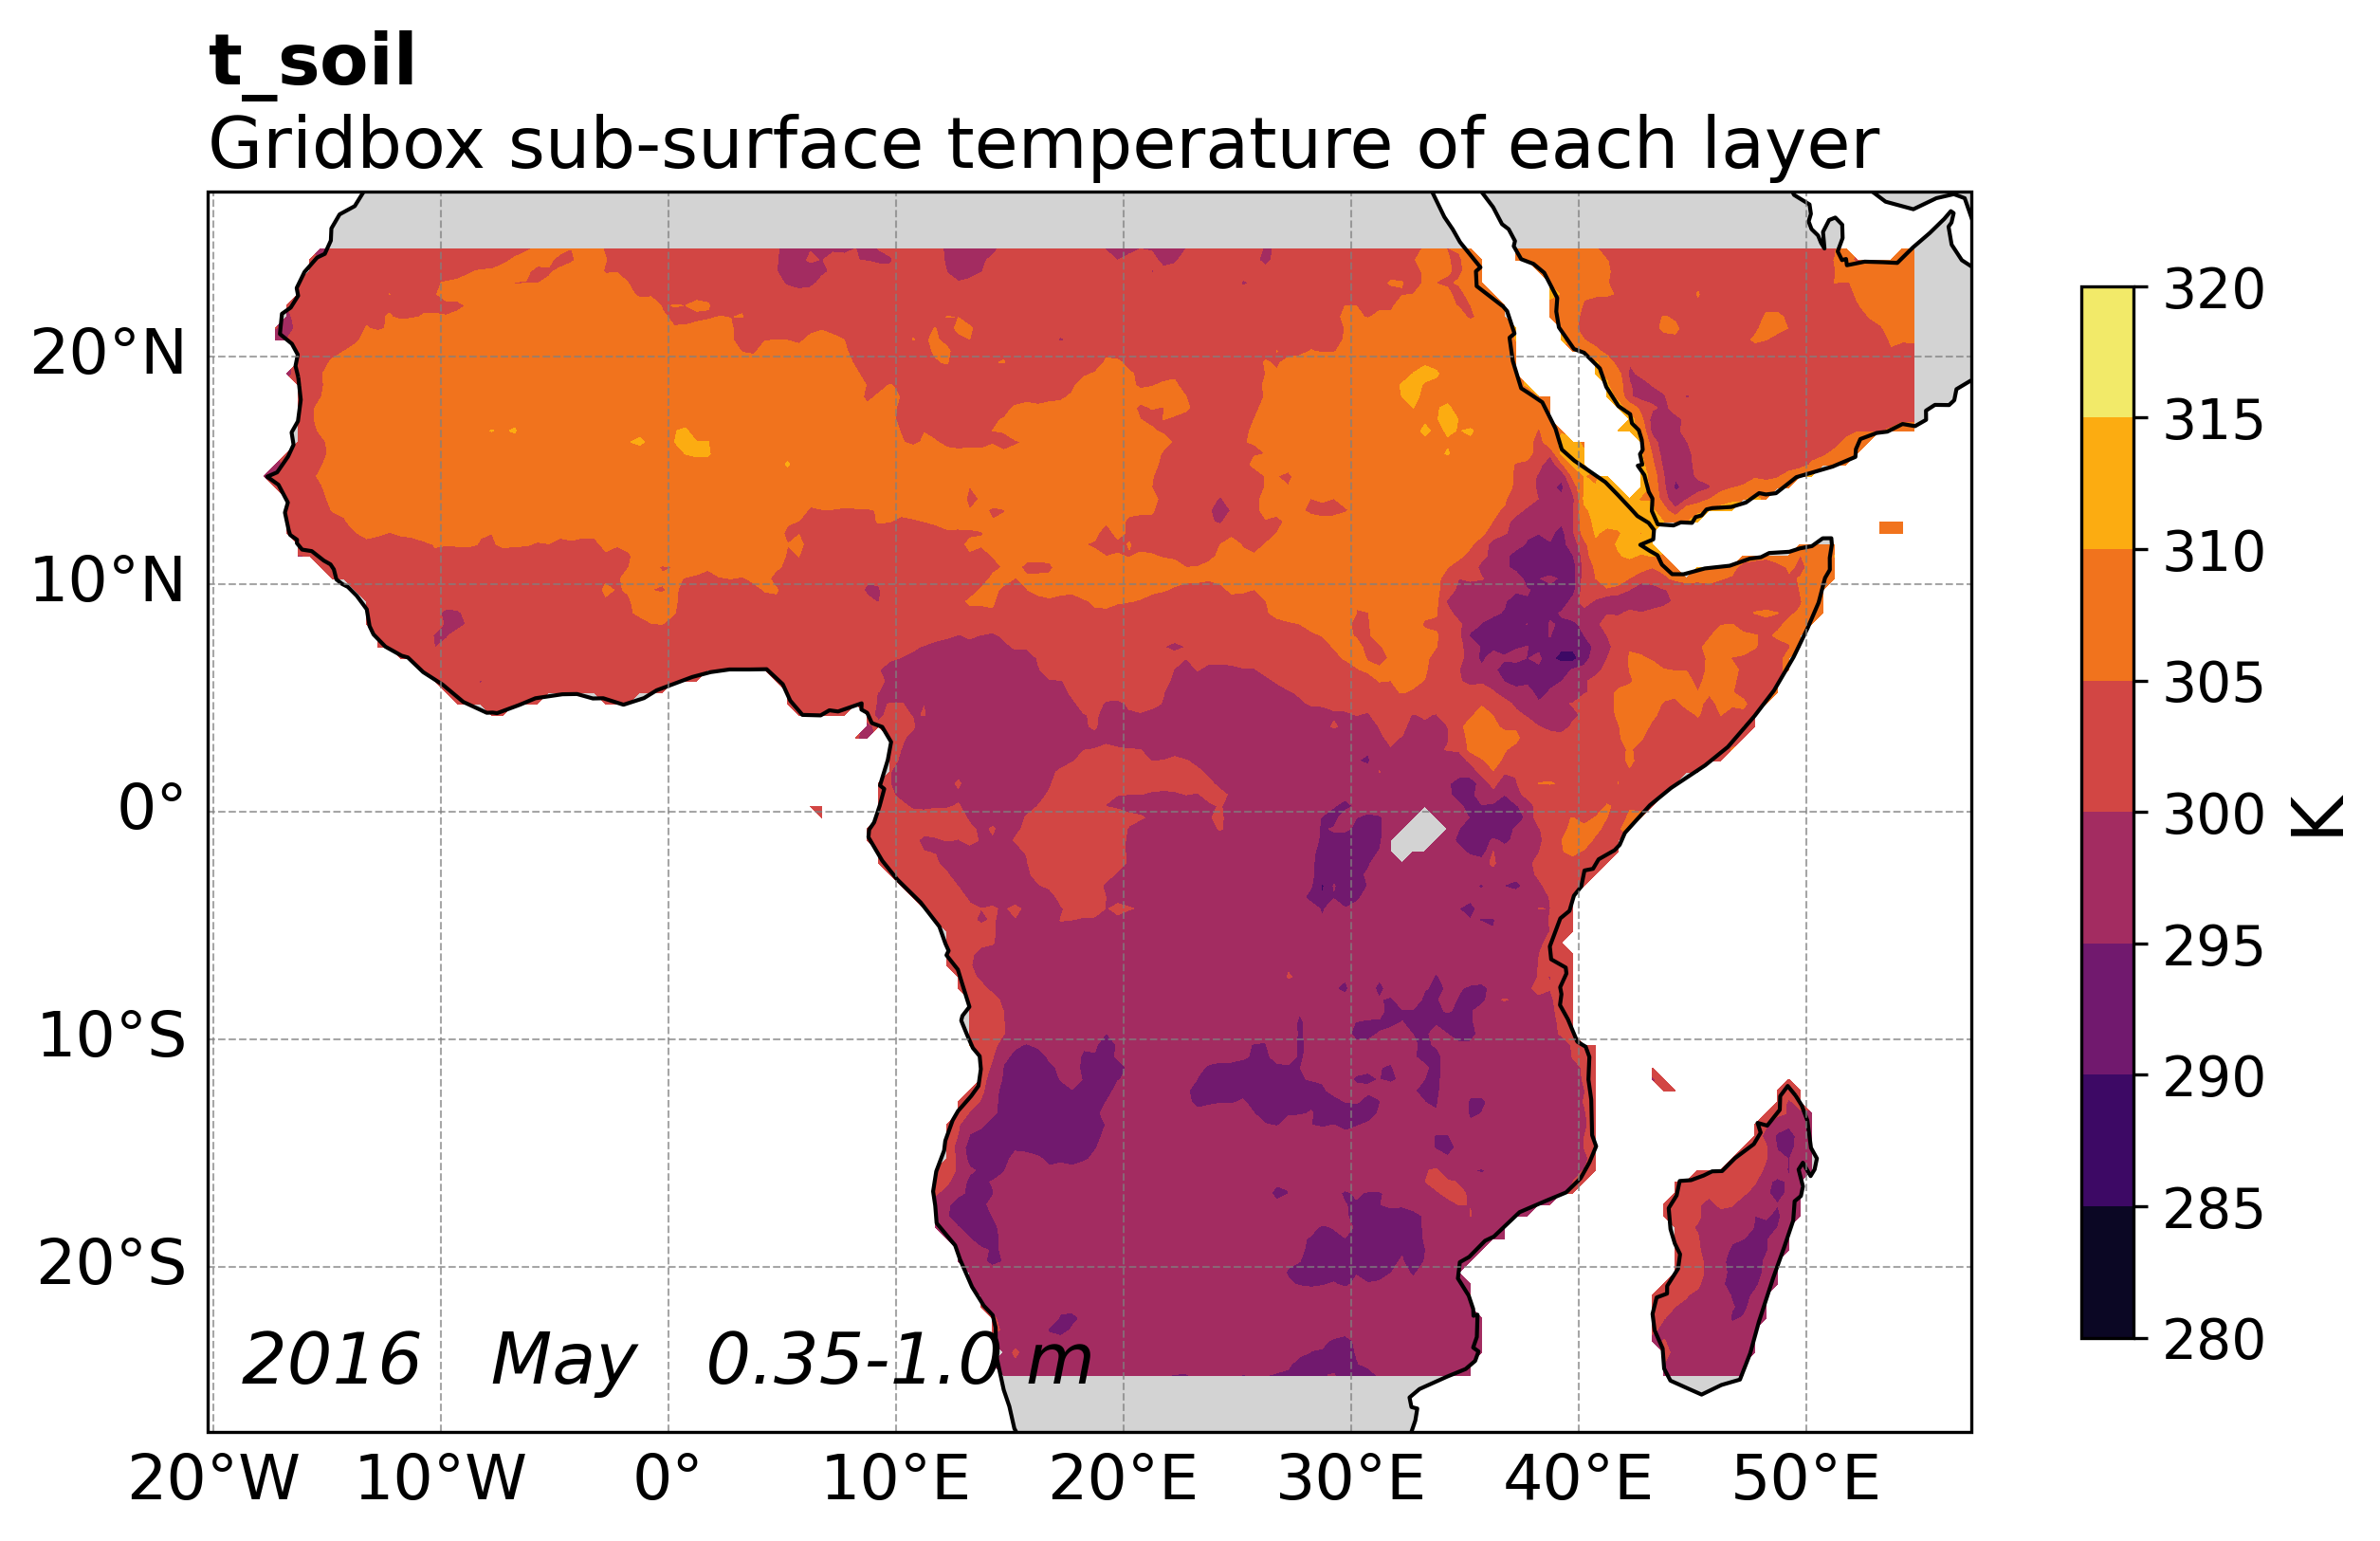 t_soil
Gridbox sub-surface temperature of each layer
20°N
10°N
0°
10°S
20°S
2016 May 0.35-1.0 m
20°W 10°W 0° 10°E 20°E 30°E 40°E 50°E
320
315
310
305
300
295
290
285
280
K